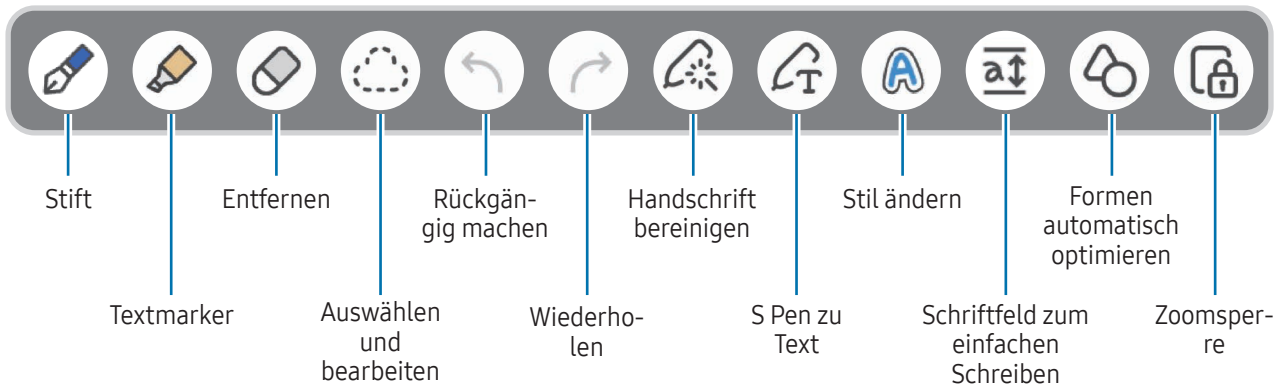 Stift
Entfernen
Rückgän-
gig machen
Handschrift
bereinigen
Stil ändern
Formen
automatisch
optimieren
Textmarker
Auswählen
und
bearbeiten
Wiederho-
len
S Pen zu
Text
Schriftfeld zum
einfachen
Schreiben
Zoomsper-
re